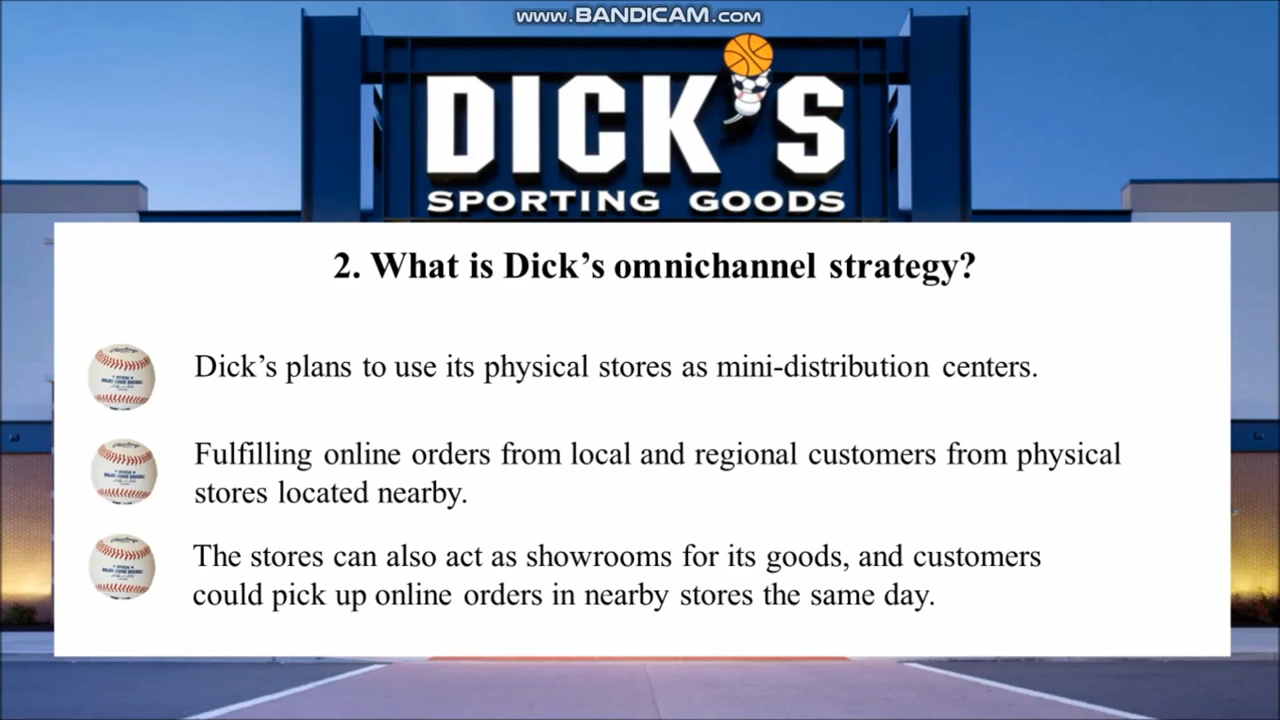 www.BANDICAM.com
DICK'S
SPORTING GOODS
2. What is Dick’s omnichannel strategy?
Dick’s plans to use its physical stores as mini-distribution centers.
Fulfilling online orders from local and regional customers from physical
stores located nearby.
The stores can also act as showrooms for its goods, and customers
could pick up online orders in nearby stores the same day.